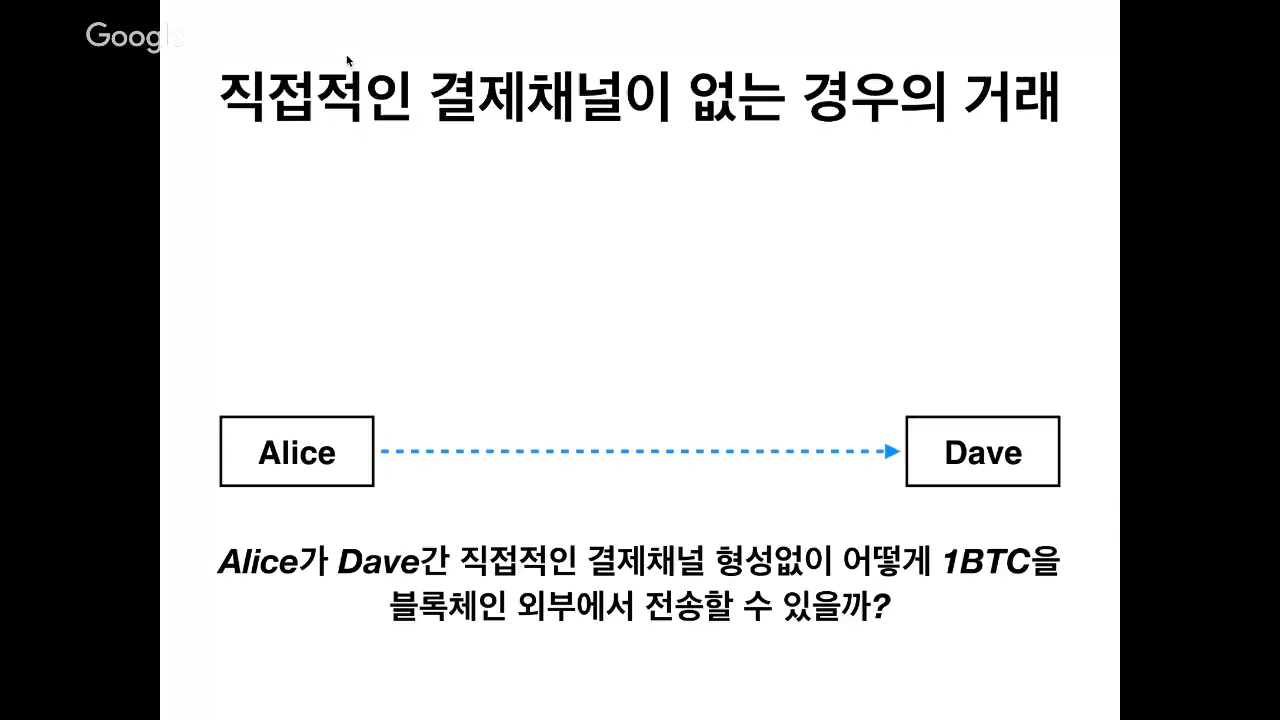 Google
직접적인 결제채널이 없는 경우의 거래
Alice
Dave
Alice가 Dave간 직접적인 결제채널 형성없이 어떻게 1BTC을
블록체인 외부에서 전송할 수 있을까?